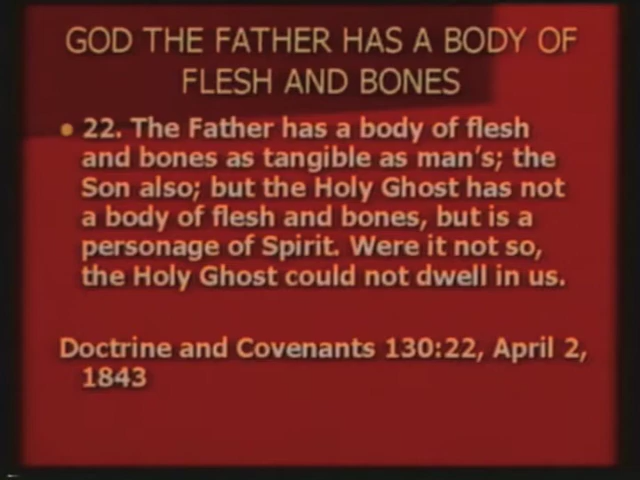 GOD THE FATHER HAS A BODY OF
FLESH AND BONES
• 22. The Father has a body of flesh
and bones as tangible as man's; the
Son also; but the Holy Ghost has not
a body of flesh and bones, but is a
personage of Spirit. Were it not so,
the Holy Ghost could not dwell in us.
Doctrine and Covenants 130:22, April 2,
1843